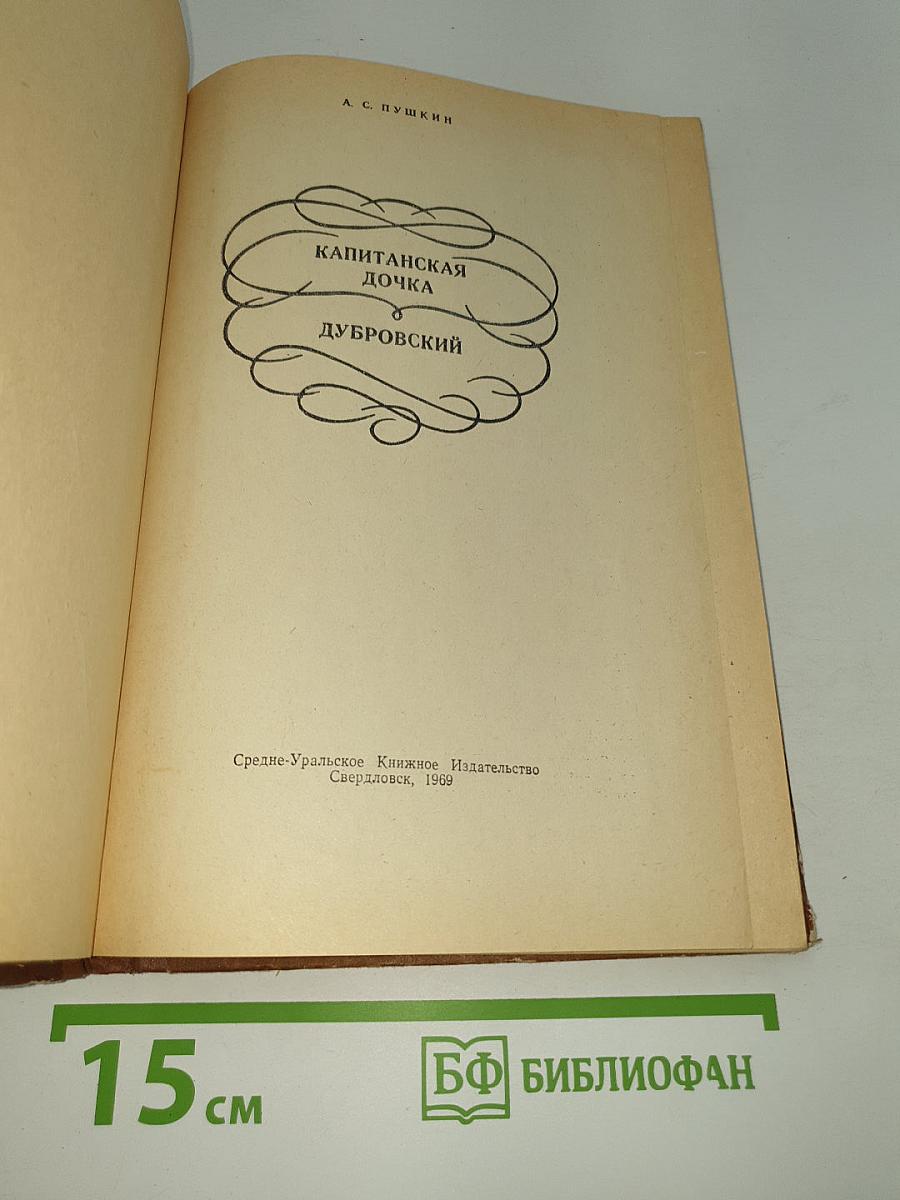 А. С. ПУШКИН
КАПИТАНСКАЯ
ДОЧКА
ДУБРОВСКИЙ
Средне-Уральское Книжное Издательство
Свердловск, 1969
15 см
БФ БИБЛИОФАН